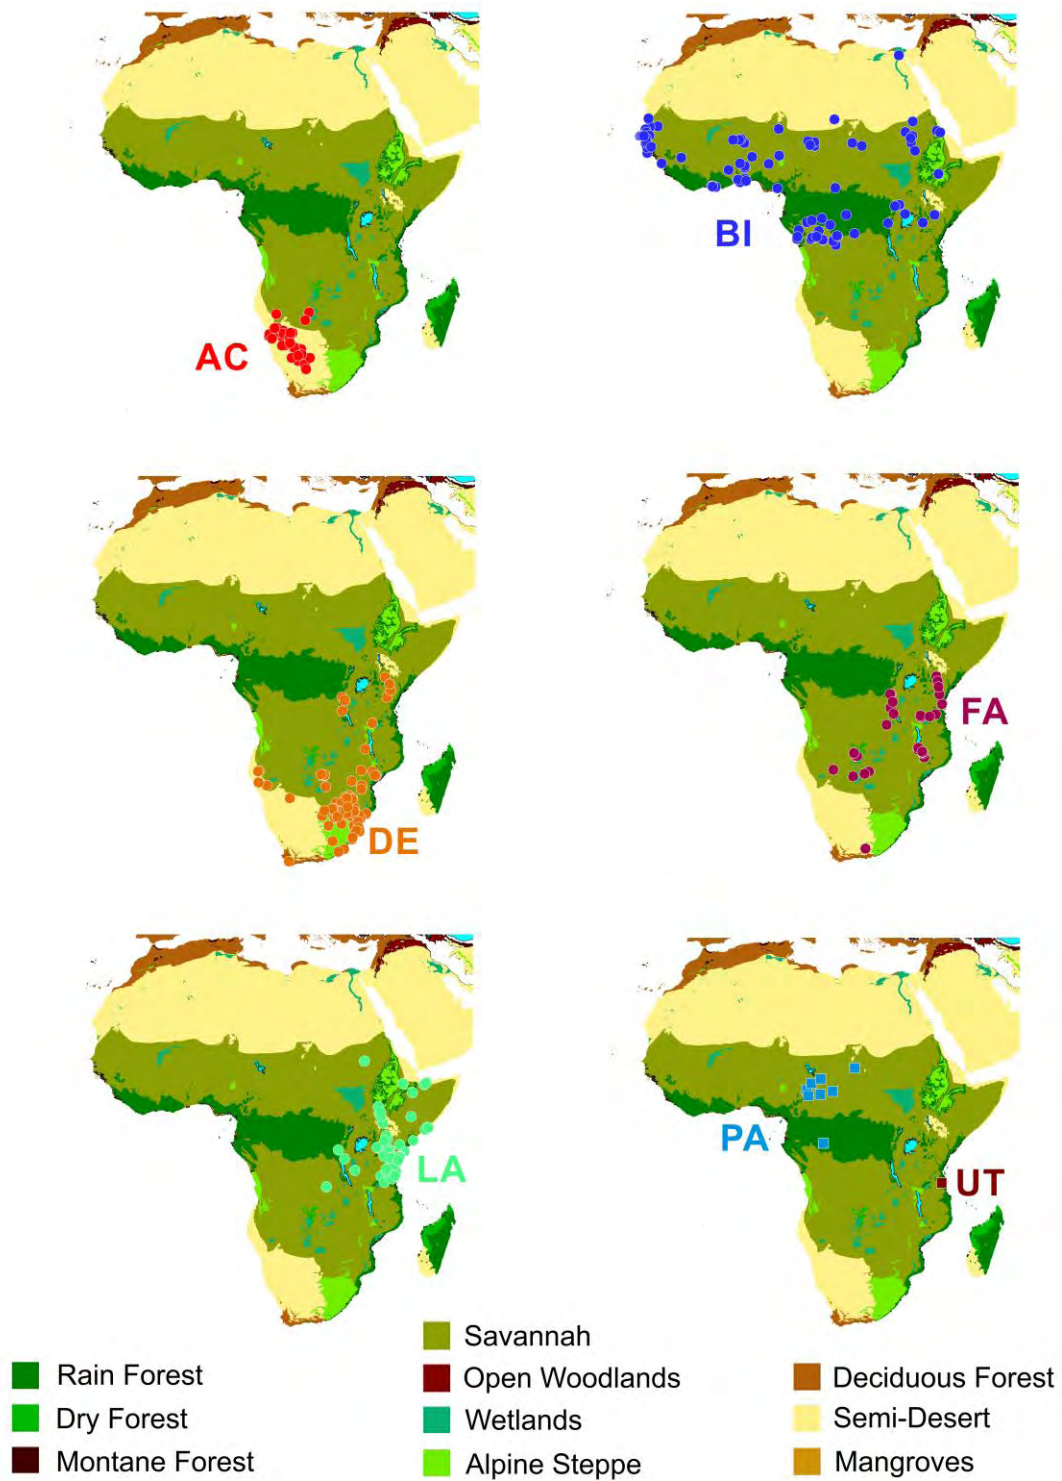 AC
BI
DE
FA
LA
PA
UT
Savannah
Rain Forest
Open Woodlands
Deciduous Forest
Dry Forest
Wetlands
Semi-Desert
Montane Forest
Alpine Steppe
Mangroves